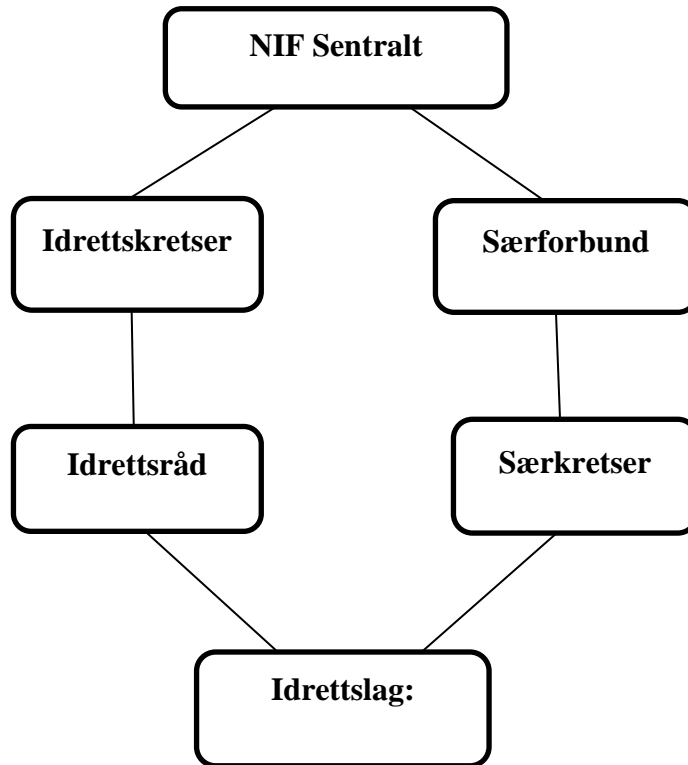 NIF Sentralt
Idrettskretser
Særforbund
Idrettsråd
Særkretser
Idrettslag: